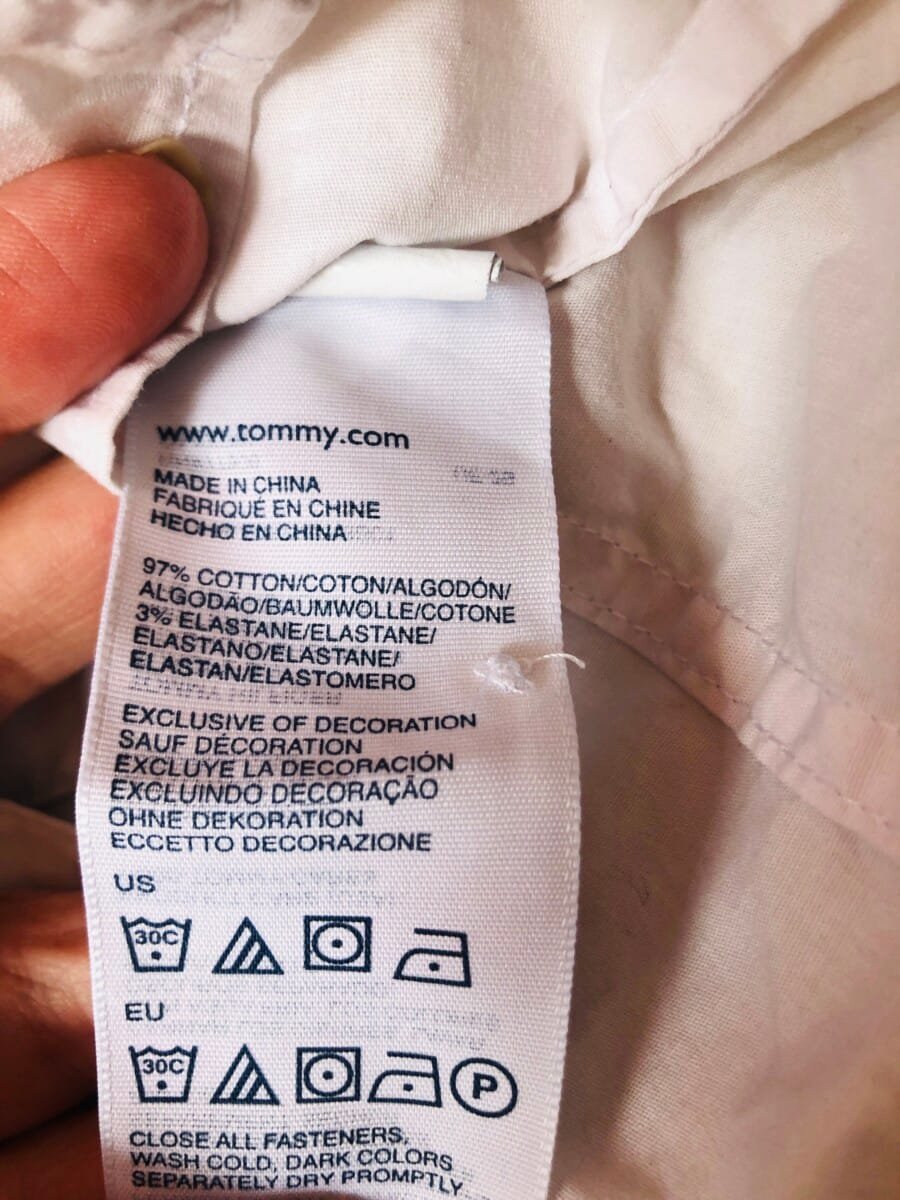 www.tommy.com
MADE IN CHINA
FABRIQUÉ EN CHINE
HECHO EN CHINA
97% COTTON/COTON/ALGODÓN/
ALGODÃO/BAUMWOLLE/COTONE
3% ELASTANE/ELASTANE/
ELASTANO/ELASTANE/
ELASTAN/ELASTOMERO
EXCLUSIVE OF DECORATION
SAUF DÉCORATION
EXCLUYE LA DECORACIÓN
EXCLUINDO DECORAÇÃO
OHNE DEKORATION
ECCETTO DECORAZIONE
US
30C
EU
30C P
CLOSE ALL FASTENERS,
WASH COLD, DARK COLORS
SEPARATELY DRY PROMPTLY